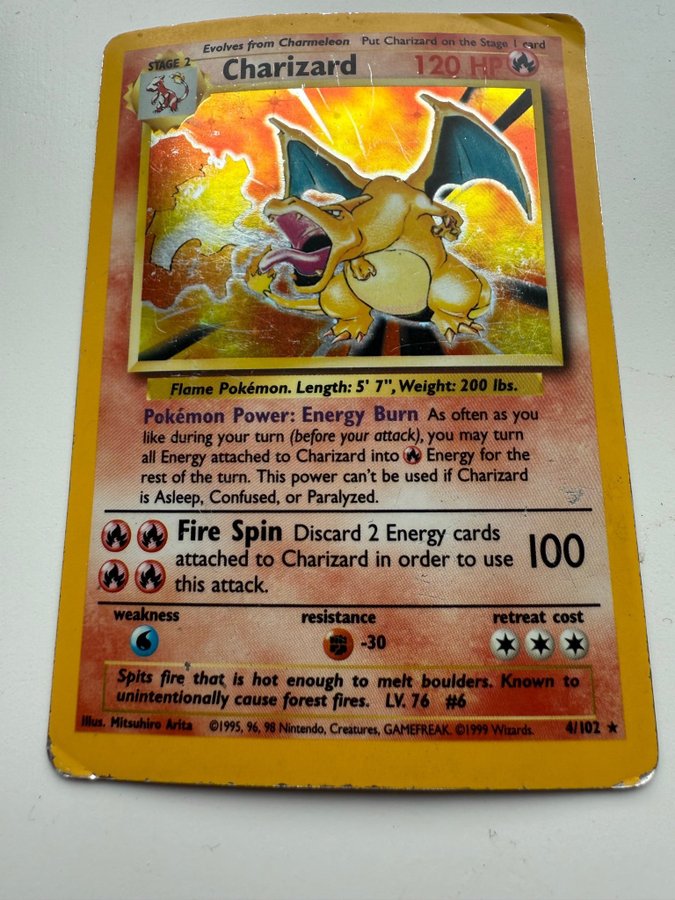 Evolves from Charmeleon Put Charizard on the Stage 1 card
STAGE 2
Charizard 120 HP
Flame Pokémon. Length: 5' 7", Weight: 200 lbs.
Pokémon Power: Energy Burn As often as you
like during your turn (before your attack), you may turn
all Energy attached to Charizard into Energy for the
rest of the turn. This power can't be used if Charizard
is Asleep, Confused, or Paralyzed.
Fire Spin Discard 2 Energy cards
attached to Charizard in order to use
this attack.
100
weakness resistance retreat cost
-30
Spits fire that is hot enough to melt boulders. Known to
unintentionally cause forest fires. LV. 76 #6
Illus. Mitsuhiro Arita ©1995, 96, 98 Nintendo, Creatures, GAMEFREAK. ©1999 Wizards. 4/102 ★